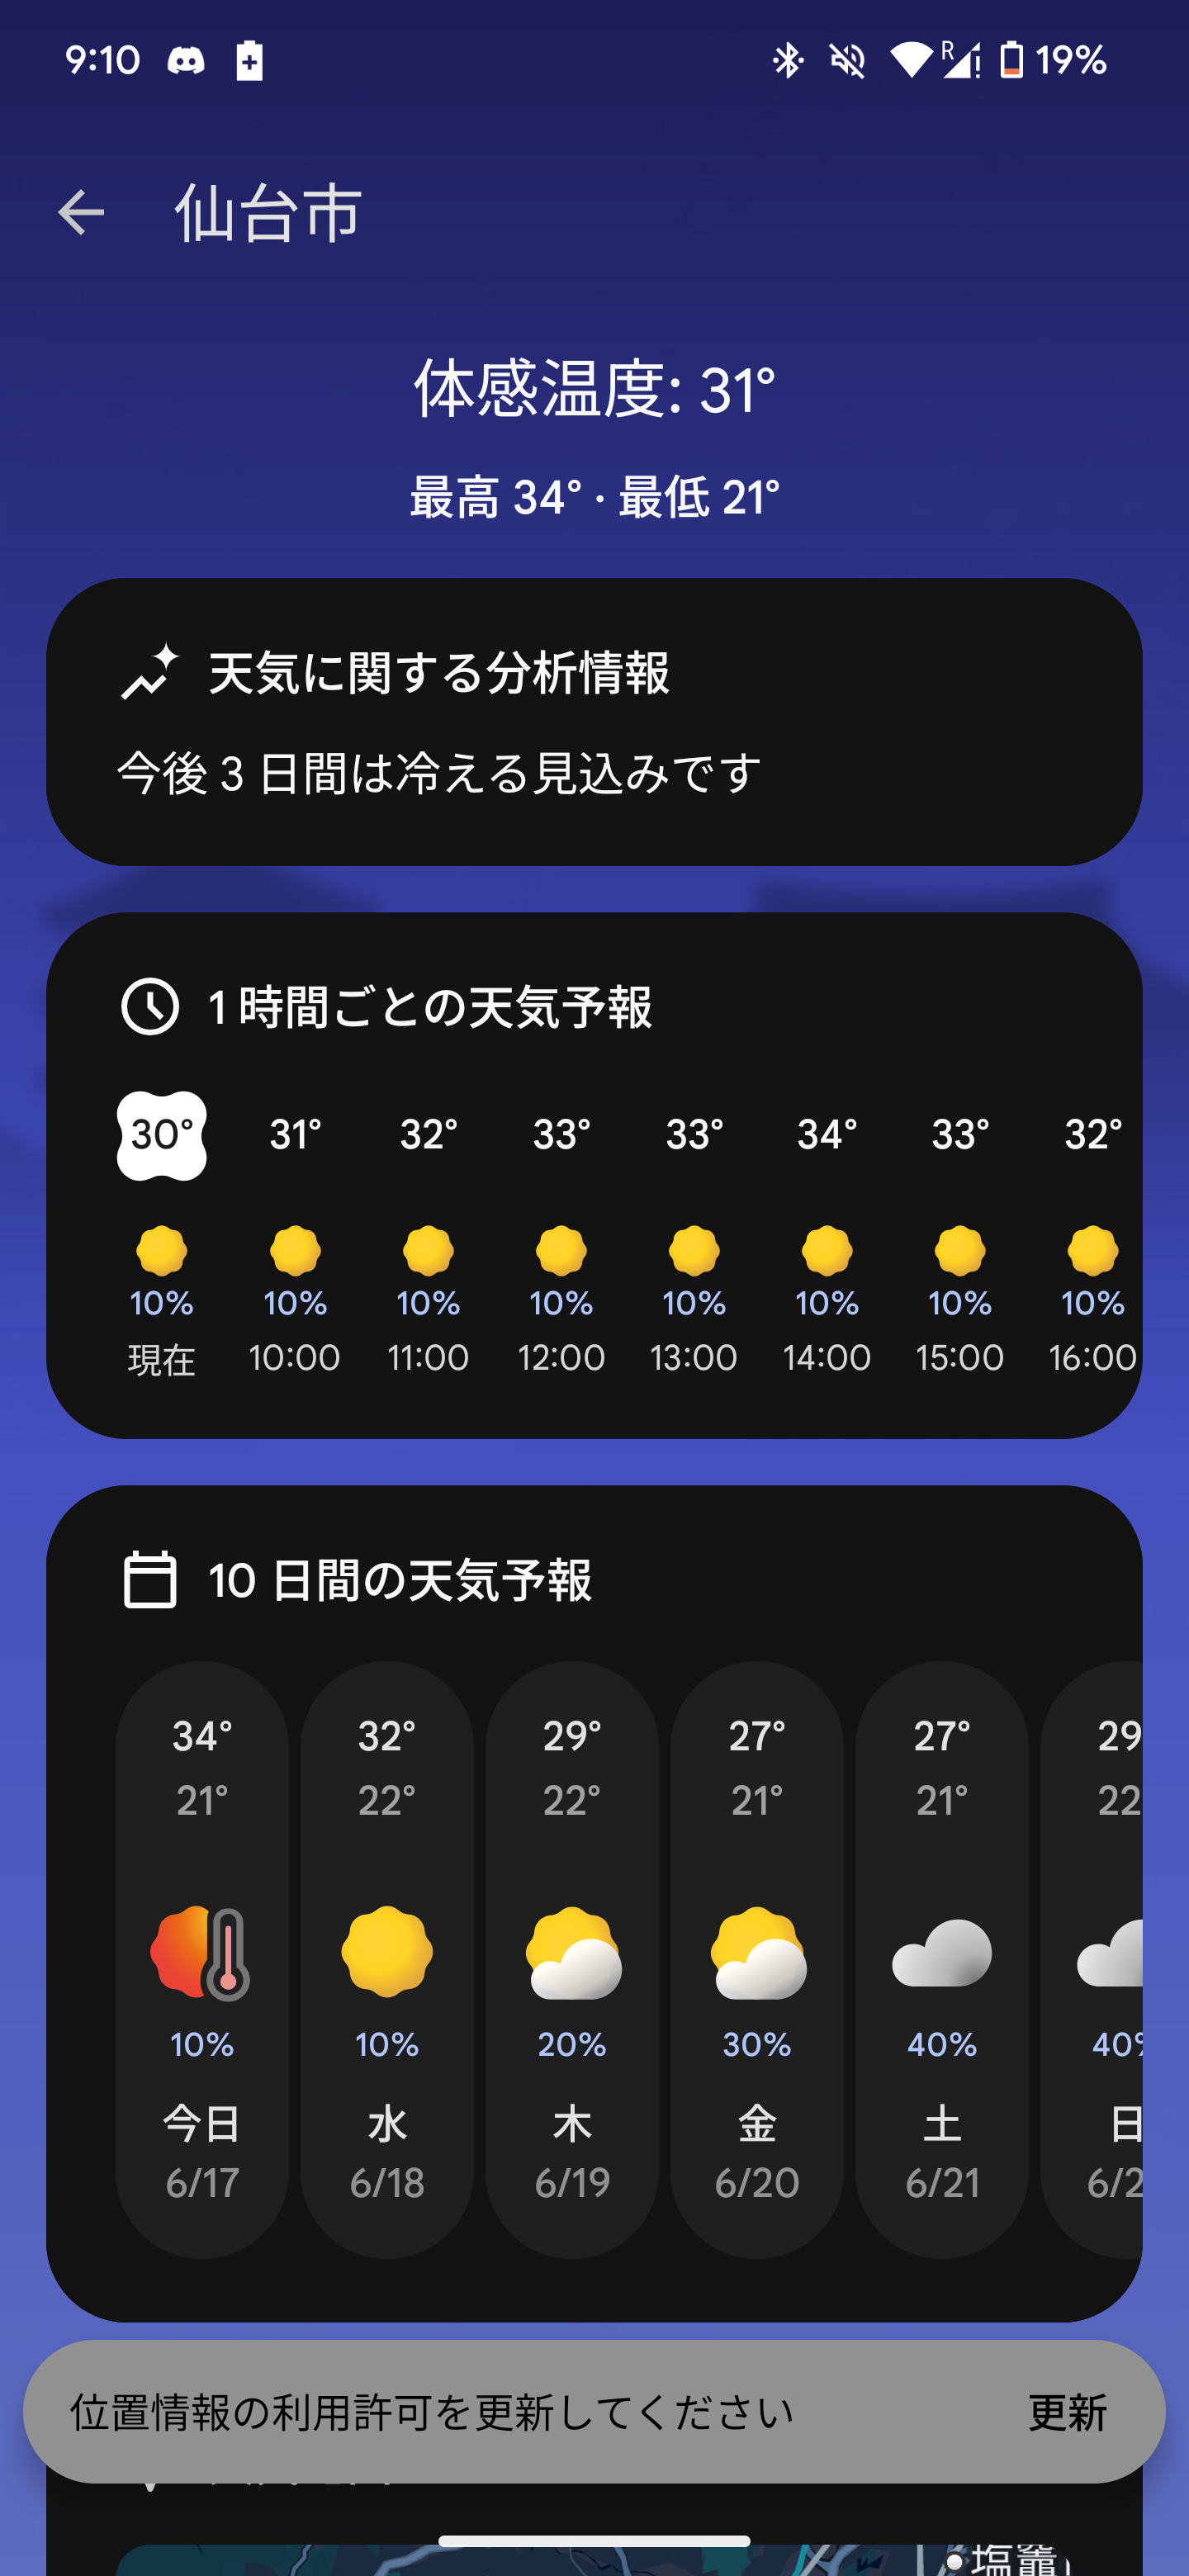 9:10 R 19%
仙台市
体感温度: 31°
最高 34° · 最低 21°
天気に関する分析情報
今後 3 日間は冷える見込みです
1 時間ごとの天気予報
30° 31° 32° 33° 33° 34° 33° 32°
10% 10% 10% 10% 10% 10% 10% 10%
現在 10:00 11:00 12:00 13:00 14:00 15:00 16:00
10 日間の天気予報
34° 32° 29° 27° 27° 29
21° 22° 22° 21° 21° 22
10% 10% 20% 30% 40% 40%
今日 水 木 金 土 日
6/17 6/18 6/19 6/20 6/21 6/2
位置情報の利用許可を更新してください 更新
塩竈